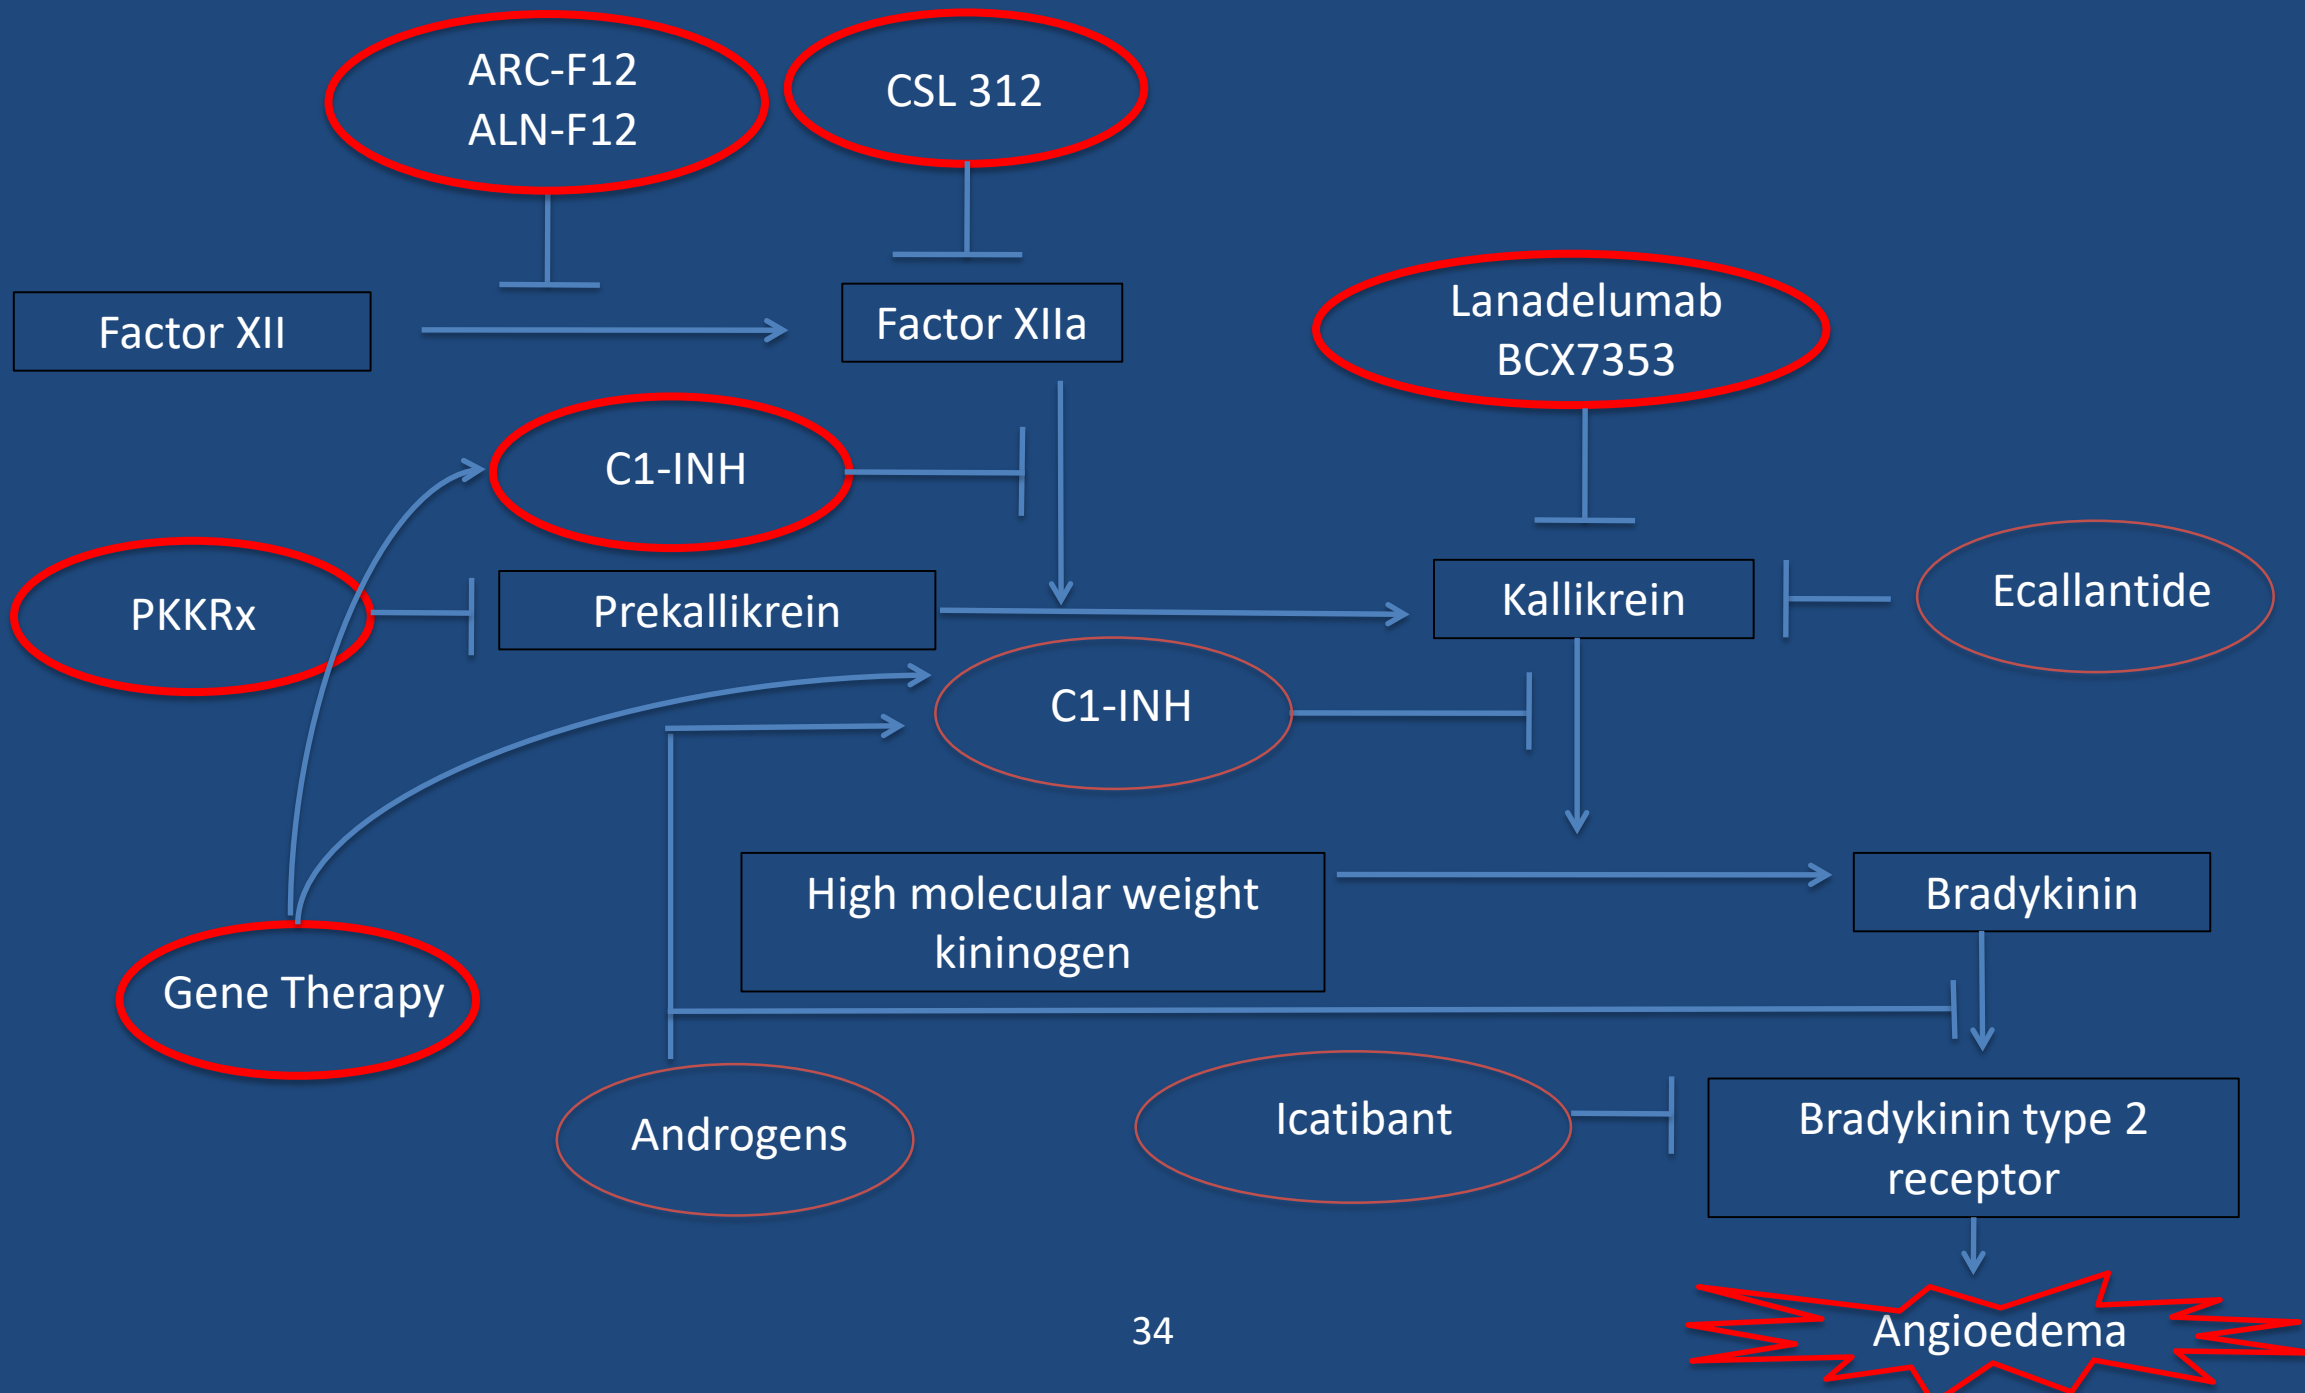 ARC-F12
ALN-F12
CSL 312
Factor XII
Factor XIIa
Lanadelumab
BCX7353
C1-INH
PKKRx
Prekallikrein
Kallikrein
Ecallantide
C1-INH
High molecular weight
kininogen
Bradykinin
Gene Therapy
Androgens
Icatibant
Bradykinin type 2
receptor
34
Angioedema